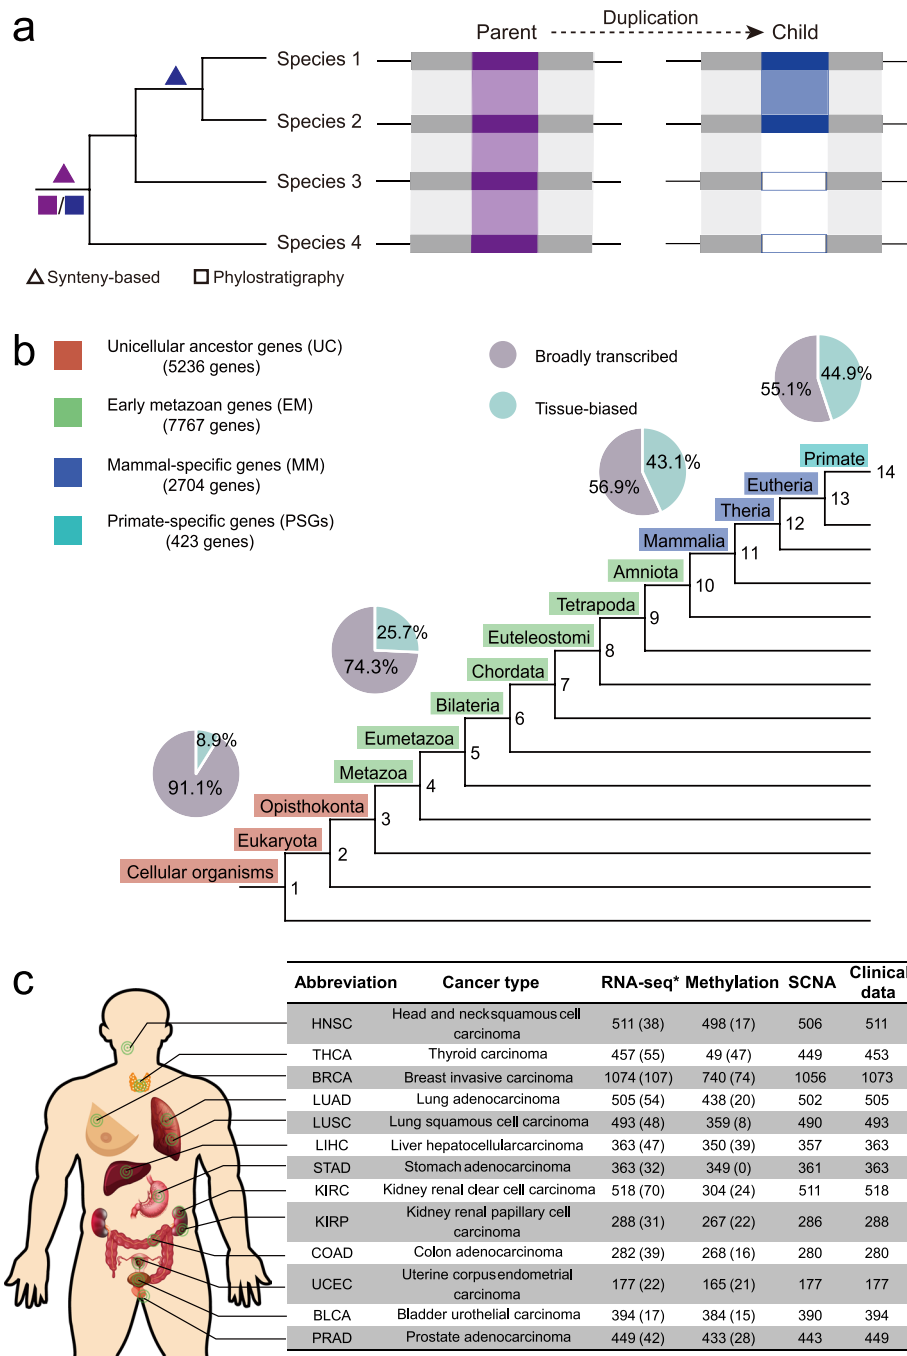 a
Duplication
Parent
Child
Species 1
Species 2
Species 3
Species 4
/
Synteny-based
Phylostratigraphy
b
Unicellular ancestor genes (UC)
(5236 genes)
Early metazoan genes (EM)
(7767 genes)
Mammal-specific genes (MM)
(2704 genes)
Primate-specific genes (PSGs)
(423 genes)
Broadly transcribed
Tissue-biased
44.9%
55.1%
43.1%
56.9%
25.7%
74.3%
8.9%
91.1%
Primate
14
Eutheria
13
Theria
12
Mammalia
11
Amniota
10
Tetrapoda
9
Euteleostomi
8
Chordata
7
Bilateria
6
Eumetazoa
5
Metazoa
4
Opisthokonta
3
Eukaryota
2
Cellular organisms
1
c
Abbreviation Cancer type RNA-seq* Methylation SCNA Clinical data
HNSC Head and necksquamouscell carcinoma 511 (38) 498 (17) 506 511
THCA Thyroid carcinoma 457 (55) 49 (47) 449 453
BRCA Breast invasive carcinoma 1074 (107) 740 (74) 1056 1073
LUAD Lung adenocarcinoma 505 (54) 438 (20) 502 505
LUSC Lung squamous cell carcinoma 493 (48) 359 (8) 490 493
LIHC Liver hepatocellularcarcinoma 363 (47) 350 (39) 357 363
STAD Stomach adenocarcinoma 363 (32) 349 (0) 361 363
KIRC Kidney renal clear cell carcinoma 518 (70) 304 (24) 511 518
KIRP Kidney renal papillary cell carcinoma 288 (31) 267 (22) 286 288
COAD Colon adenocarcinoma 282 (39) 268 (16) 280 280
UCEC Uterine corpusendometrial carcinoma 177 (22) 165 (21) 177 177
BLCA Bladder urothelial carcinoma 394 (17) 384 (15) 390 394
PRAD Prostate adenocarcinoma 449 (42) 433 (28) 443 449